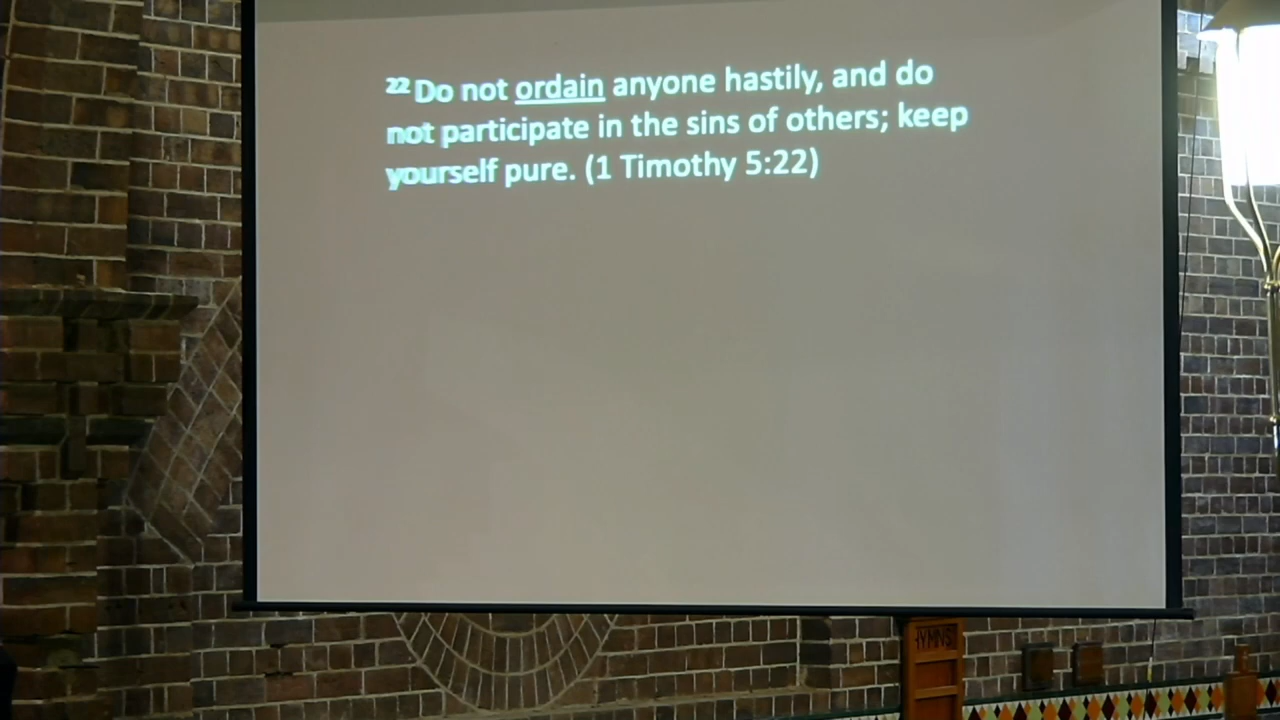 ²² Do not ordain anyone hastily, and do
not participate in the sins of others; keep
yourself pure. (1 Timothy 5:22)
HYMNS